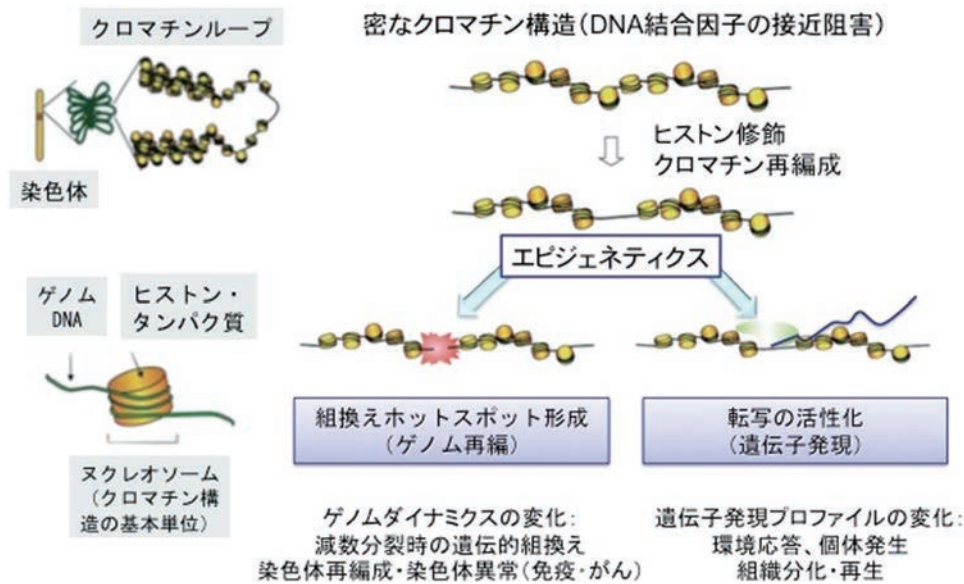 クロマチンループ
染色体
ゲノム
DNA
ヒストン・
タンパク質
ヌクレオソーム
(クロマチン構
造の基本単位)
密なクロマチン構造(DNA結合因子の接近阻害)
ヒストン修飾
クロマチン再編成
エピジェネティクス
組換えホットスポット形成
(ゲノム再編)
転写の活性化
(遺伝子発現)
ゲノムダイナミクスの変化:
減数分裂時の遺伝的組換え
染色体再編成・染色体異常(免疫・がん)
遺伝子発現プロファイルの変化:
環境応答、個体発生
組織分化・再生